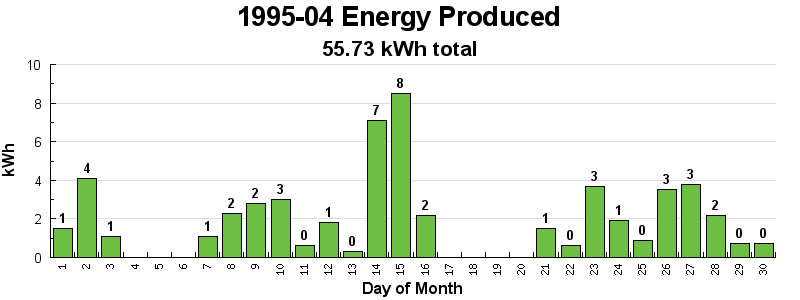 1995-04 Energy Produced
55.73 kWh total
kWh
10
8
6
4
2
0
1 4 1 1 2 2 3 0 1 0 7 8 2 1 0 3 1 0 3 3 2 0 0
1 2 3 4 5 6 7 8 9 10 11 12 13 14 15 16 17 18 19 20 21 22 23 24 25 26 27 28 29 30
Day of Month